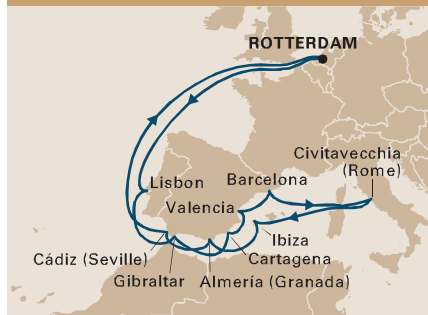 ROTTERDAM
Civitavecchia
(Rome)
Lisbon
Barcelona
Valencia
Ibiza
Cádiz (Seville)
Cartagena
Gibraltar
Almería (Granada)